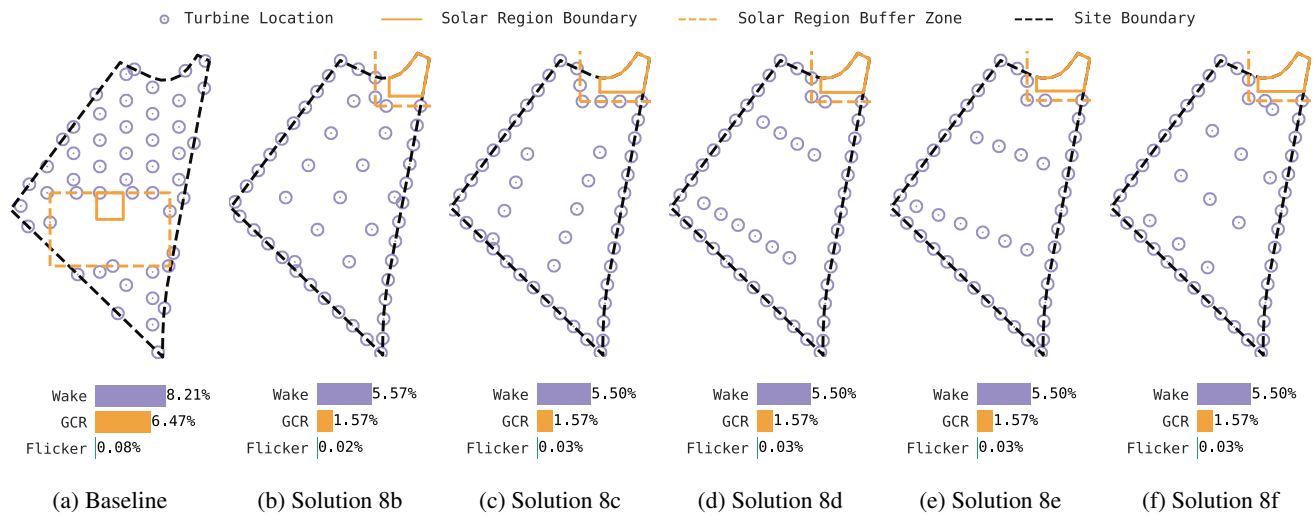 Turbine Location Solar Region Boundary Solar Region Buffer Zone Site Boundary
Wake 8.21% 5.57% Wake 5.50% Wake 5.50% Wake 5.50% Wake 5.50%
GCR 6.47% GCR 1.57% GCR 1.57% GCR 1.57% GCR 1.57% GCR 1.57%
Flicker 0.08% Flicker 0.02% Flicker 0.03% Flicker 0.03% Flicker 0.03% Flicker 0.03%
(a) Baseline (b) Solution 8b (c) Solution 8c (d) Solution 8d (e) Solution 8e (f) Solution 8f